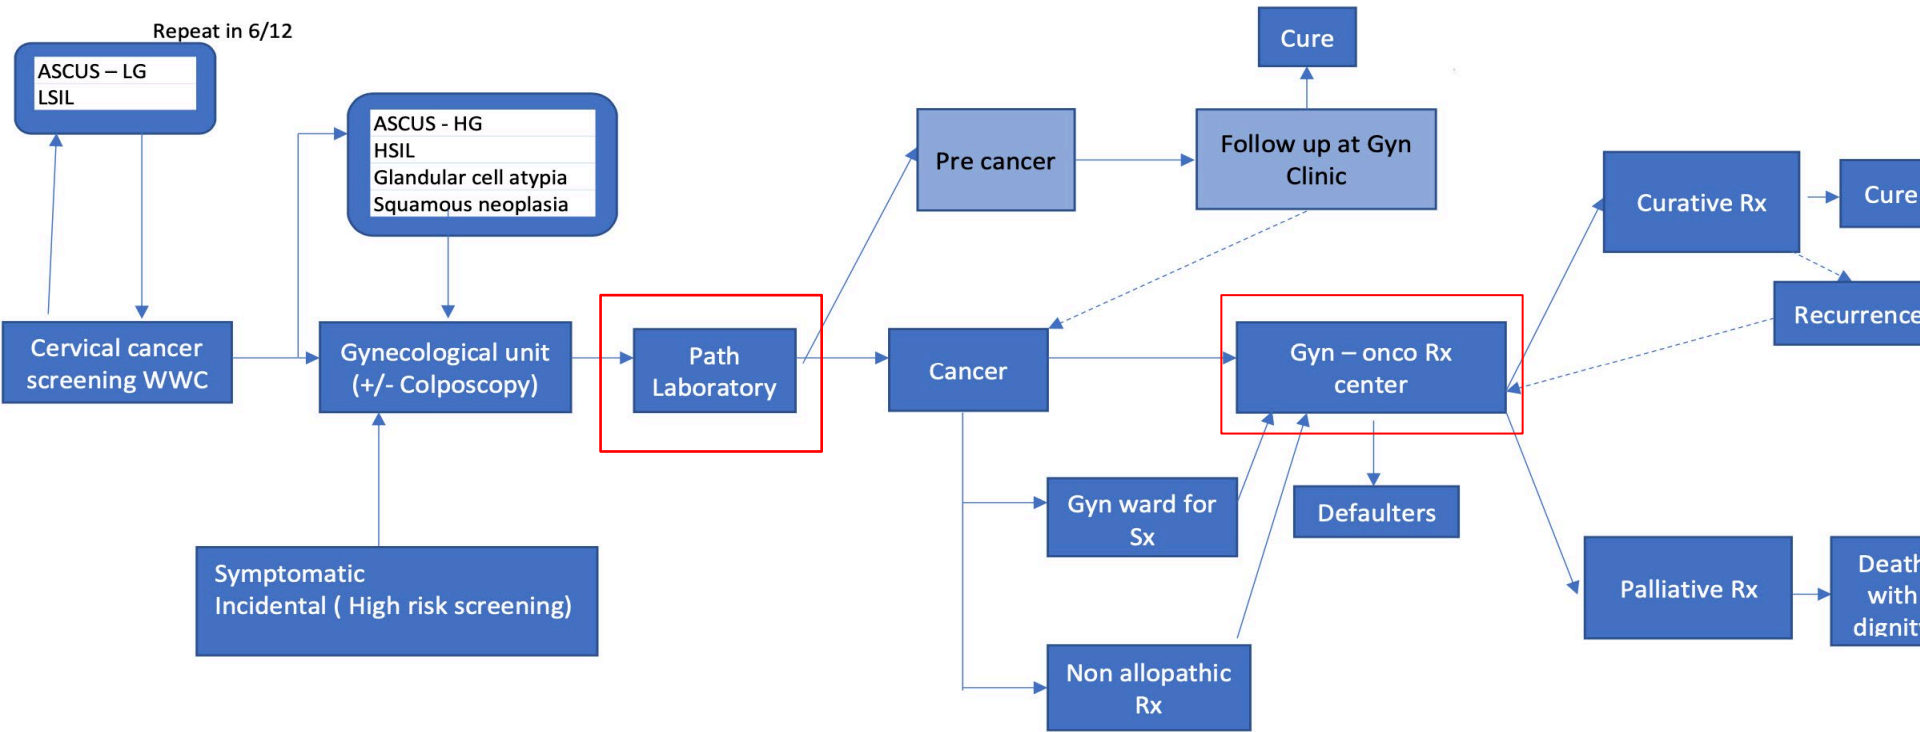 Repeat in 6/12
ASCUS – LG
LSIL
ASCUS - HG
HSIL
Glandular cell atypia
Squamous neoplasia
Cervical cancer
screening WWC
Gynecological unit
(+/- Colposcopy)
Symptomatic
Incidental ( High risk screening)
Path
Laboratory
Pre cancer
Follow up at Gyn
Clinic
Cure
Cancer
Gyn ward for
Sx
Non allopathic
Rx
Gyn – onco Rx
center
Defaulters
Curative Rx
Cure
Recurrence
Palliative Rx
Death
with
dignity